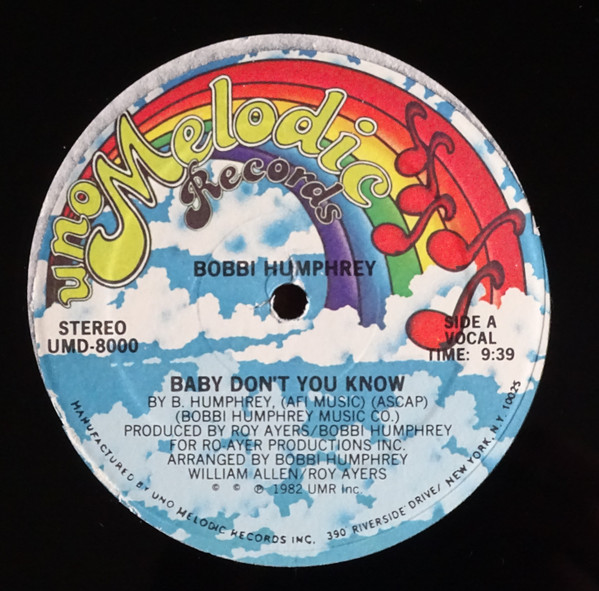 uno Melodic
Records
BOBBI HUMPHREY
STEREO
UMD-8000
SIDE A
VOCAL
TIME: 9:39
BABY DON'T YOU KNOW
BY B. HUMPHREY, (AFI MUSIC) (ASCAP)
(BOBBI HUMPHREY MUSIC CO.)
PRODUCED BY ROY AYERS/BOBBI HUMPHREY
FOR RO-AYER PRODUCTIONS INC.
ARRANGED BY BOBBI HUMPHREY
WILLIAM ALLEN/ROY AYERS
© © ℗ 1982 UMR Inc.
MANUFACTURED BY UNO MELODIC RECORDS INC. 390 RIVERSIDE DRIVE/ NEW YORK, N.Y. 10025